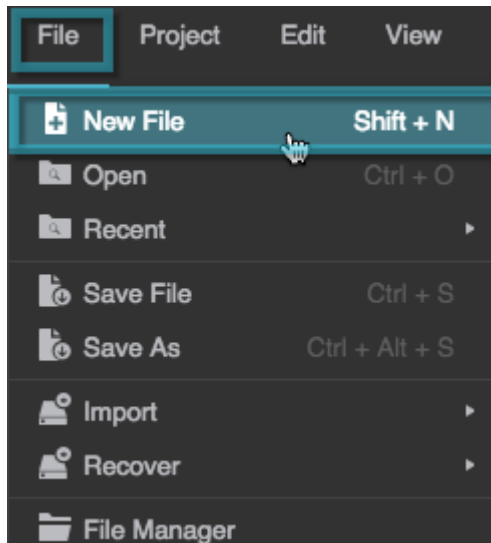 File Project Edit View
New File Shift + N
Open Ctrl + O
Recent
Save File Ctrl + S
Save As Ctrl + Alt + S
Import
Recover
File Manager